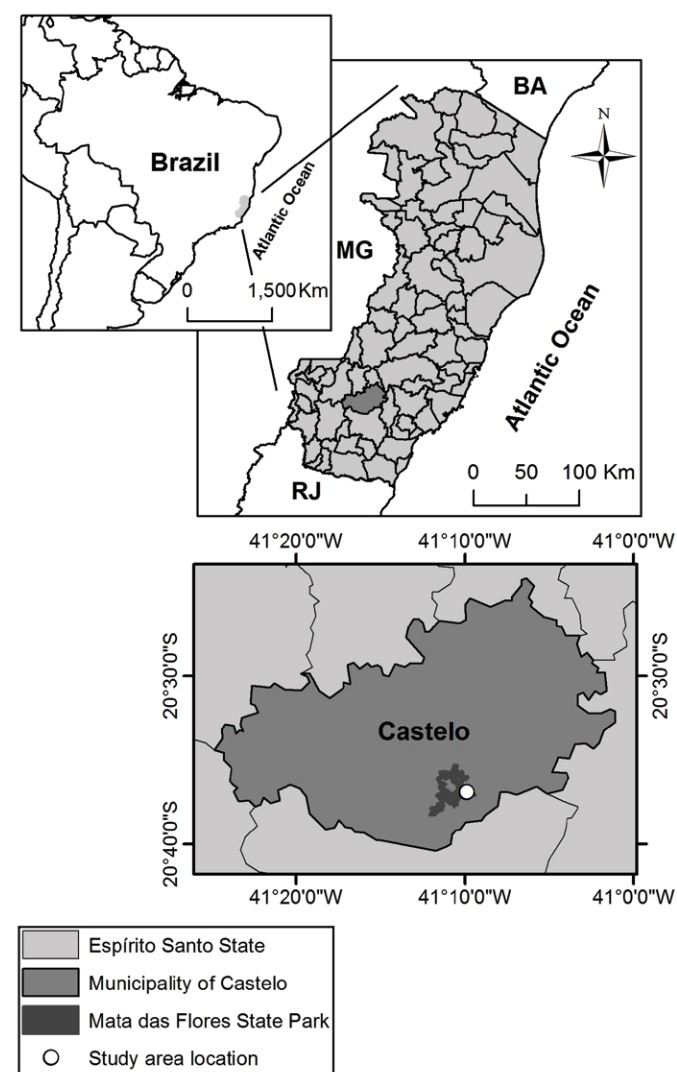 Brazil
Atlantic Ocean
0 1,500 Km
BA
N
MG
Atlantic Ocean
0 50 100 Km
RJ
41°20'0"W 41°10'0"W 41°0'0"W
20°30'0"S
20°30'0"S
Castelo
20°40'0"S
20°40'0"S
41°20'0"W 41°10'0"W 41°0'0"W
Espírito Santo State
Municipality of Castelo
Mata das Flores State Park
Study area location